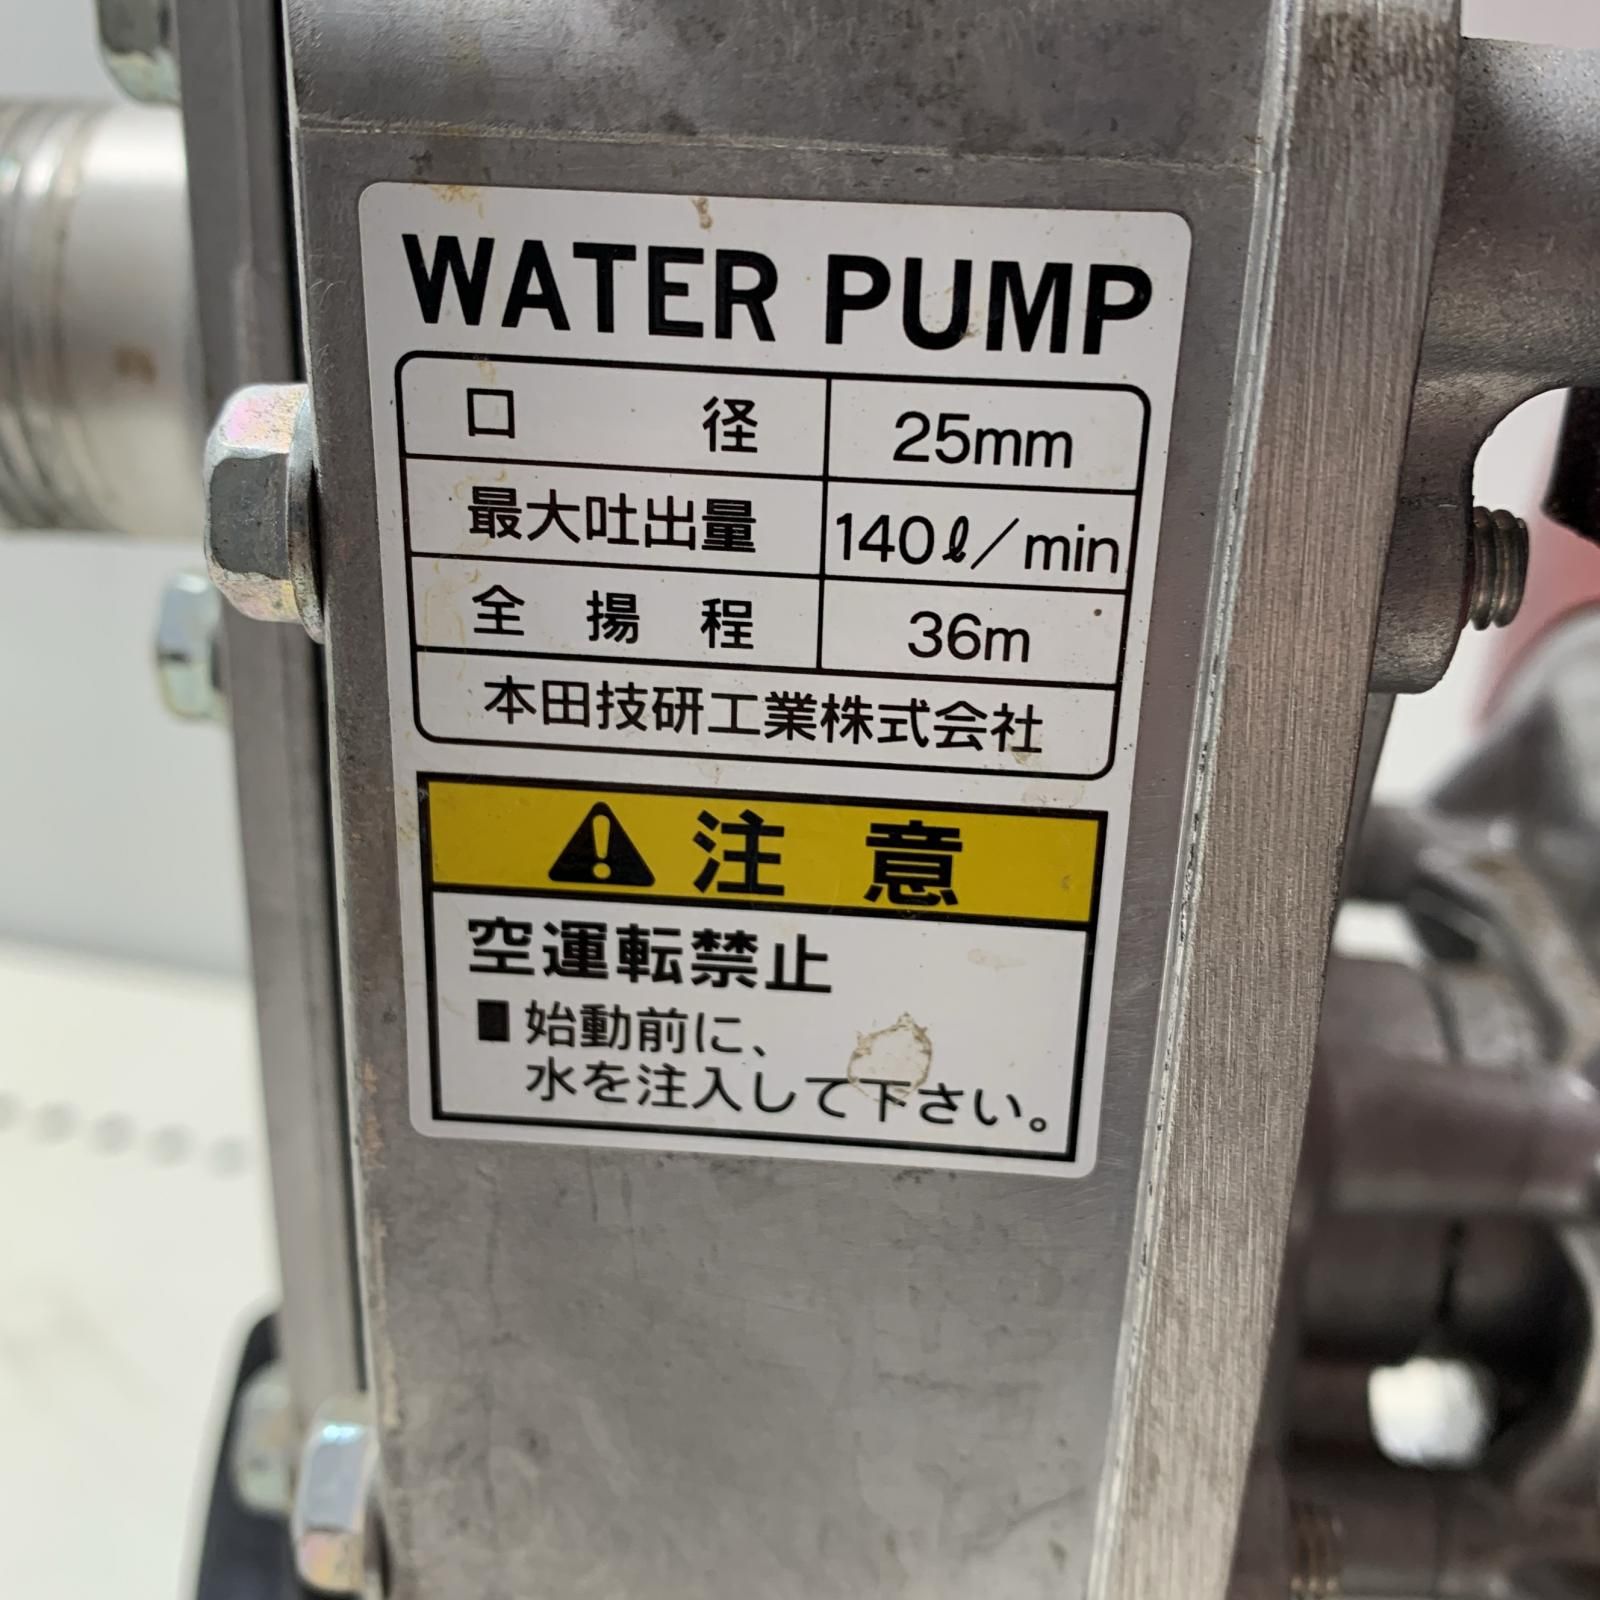 WATER PUMP
口径 25mm
最大吐出量 140ℓ/min
全揚程 36m
本田技研工業株式会社
注意
空運転禁止
■始動前に、
水を注入して下さい。